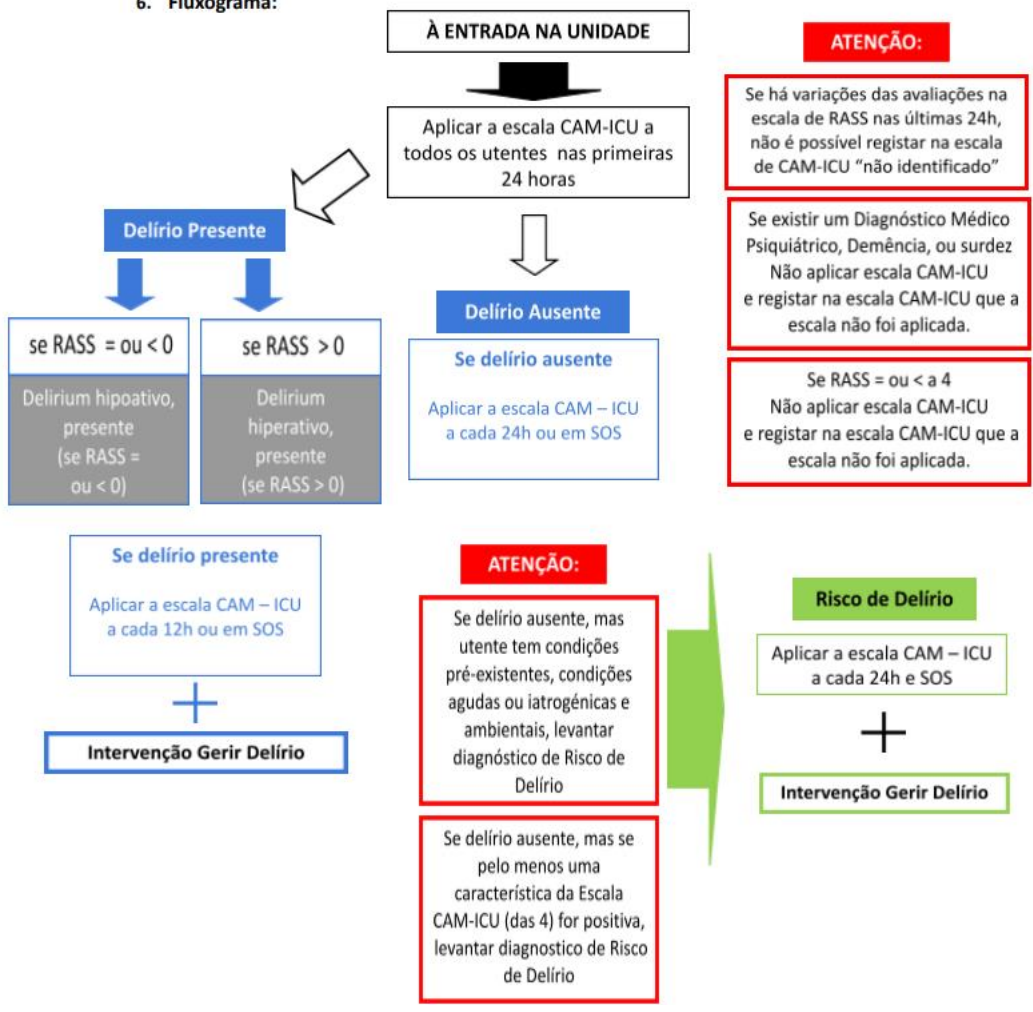 6. Fluxograma:
À ENTRADA NA UNIDADE
Aplicar a escala CAM-ICU a
todos os utentes nas primeiras
24 horas
ATENÇÃO:
Se há variações das avaliações na
escala de RASS nas últimas 24h,
não é possível registar na escala
de CAM-ICU “não identificado”
Se existir um Diagnóstico Médico
Psiquiátrico, Demência, ou surdez
Não aplicar escala CAM-ICU
e registar na escala CAM-ICU que a
escala não foi aplicada.
Se RASS = ou < a 4
Não aplicar escala CAM-ICU
e registar na escala CAM-ICU que a
escala não foi aplicada.
Delírio Presente
se RASS = ou < 0
Delirium hipoativo,
presente
(se RASS =
ou < 0)
se RASS > 0
Delirium
hiperativo,
presente
(se RASS > 0)
Delírio Ausente
Se delírio ausente
Aplicar a escala CAM – ICU
a cada 24h ou em SOS
Se delírio presente
Aplicar a escala CAM – ICU
a cada 12h ou em SOS
Intervenção Gerir Delírio
ATENÇÃO:
Se delírio ausente, mas
utente tem condições
pré-existentes, condições
agudas ou iatrogénicas e
ambientais, levantar
diagnóstico de Risco de
Delírio
Se delírio ausente, mas se
pelo menos uma
característica da Escala
CAM-ICU (das 4) for positiva,
levantar diagnostico de Risco
de Delírio
Risco de Delírio
Aplicar a escala CAM – ICU
a cada 24h e SOS
Intervenção Gerir Delírio